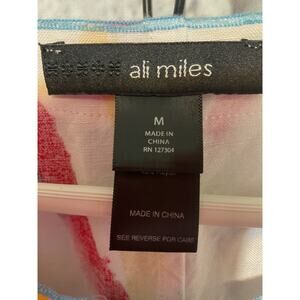 ali miles
M
MADE IN
CHINA
RN 127304
MADE IN CHINA
SEE REVERSE FOR CARE